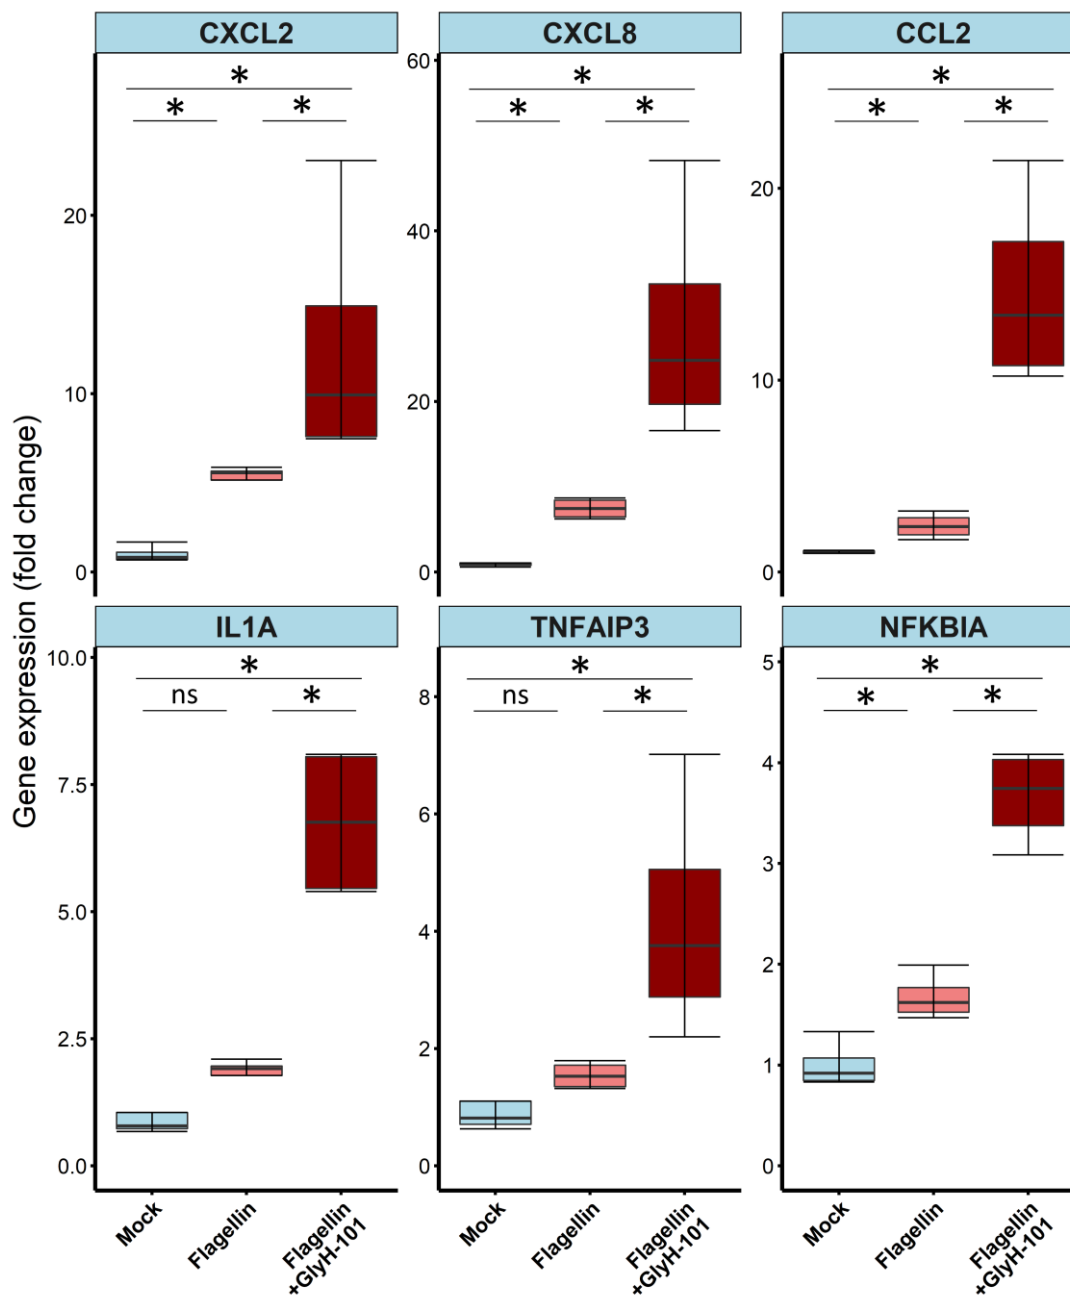 CXCL2
CXCL8
CCL2
*
*
*
*
*
*
*
*
*
20
10
0
60
40
20
0
20
10
0
Gene expression (fold change)
IL1A
TNFAIP3
NFKBIA
*
ns
*
*
ns
*
*
*
*
10.0
7.5
5.0
2.5
0.0
8
6
4
2
0
5
4
3
2
1
0
Mock
Flagellin
Flagellin
+GlyH-101
Mock
Flagellin
Flagellin
+GlyH-101
Mock
Flagellin
Flagellin
+GlyH-101